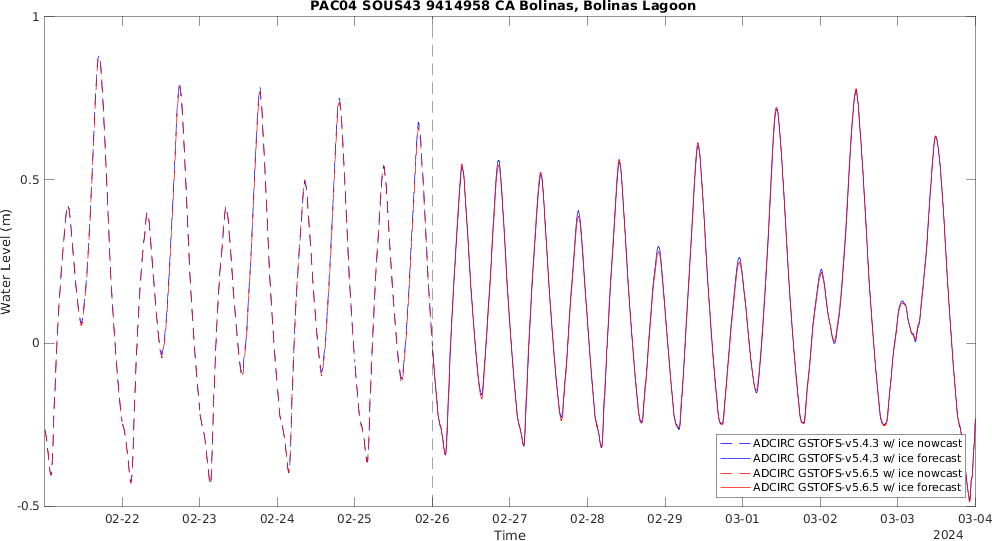 PAC04 SOUS43 9414958 CA Bolinas, Bolinas Lagoon
1
0.5
0
-0.5
Water Level (m)
02-22 02-23 02-24 02-25 02-26 02-27 02-28 02-29 03-01 03-02 03-03 03-04
Time
2024
ADCIRC GSTOFS-v5.4.3 w/ ice nowcast
ADCIRC GSTOFS-v5.4.3 w/ ice forecast
ADCIRC GSTOFS-v5.6.5 w/ ice nowcast
ADCIRC GSTOFS-v5.6.5 w/ ice forecast